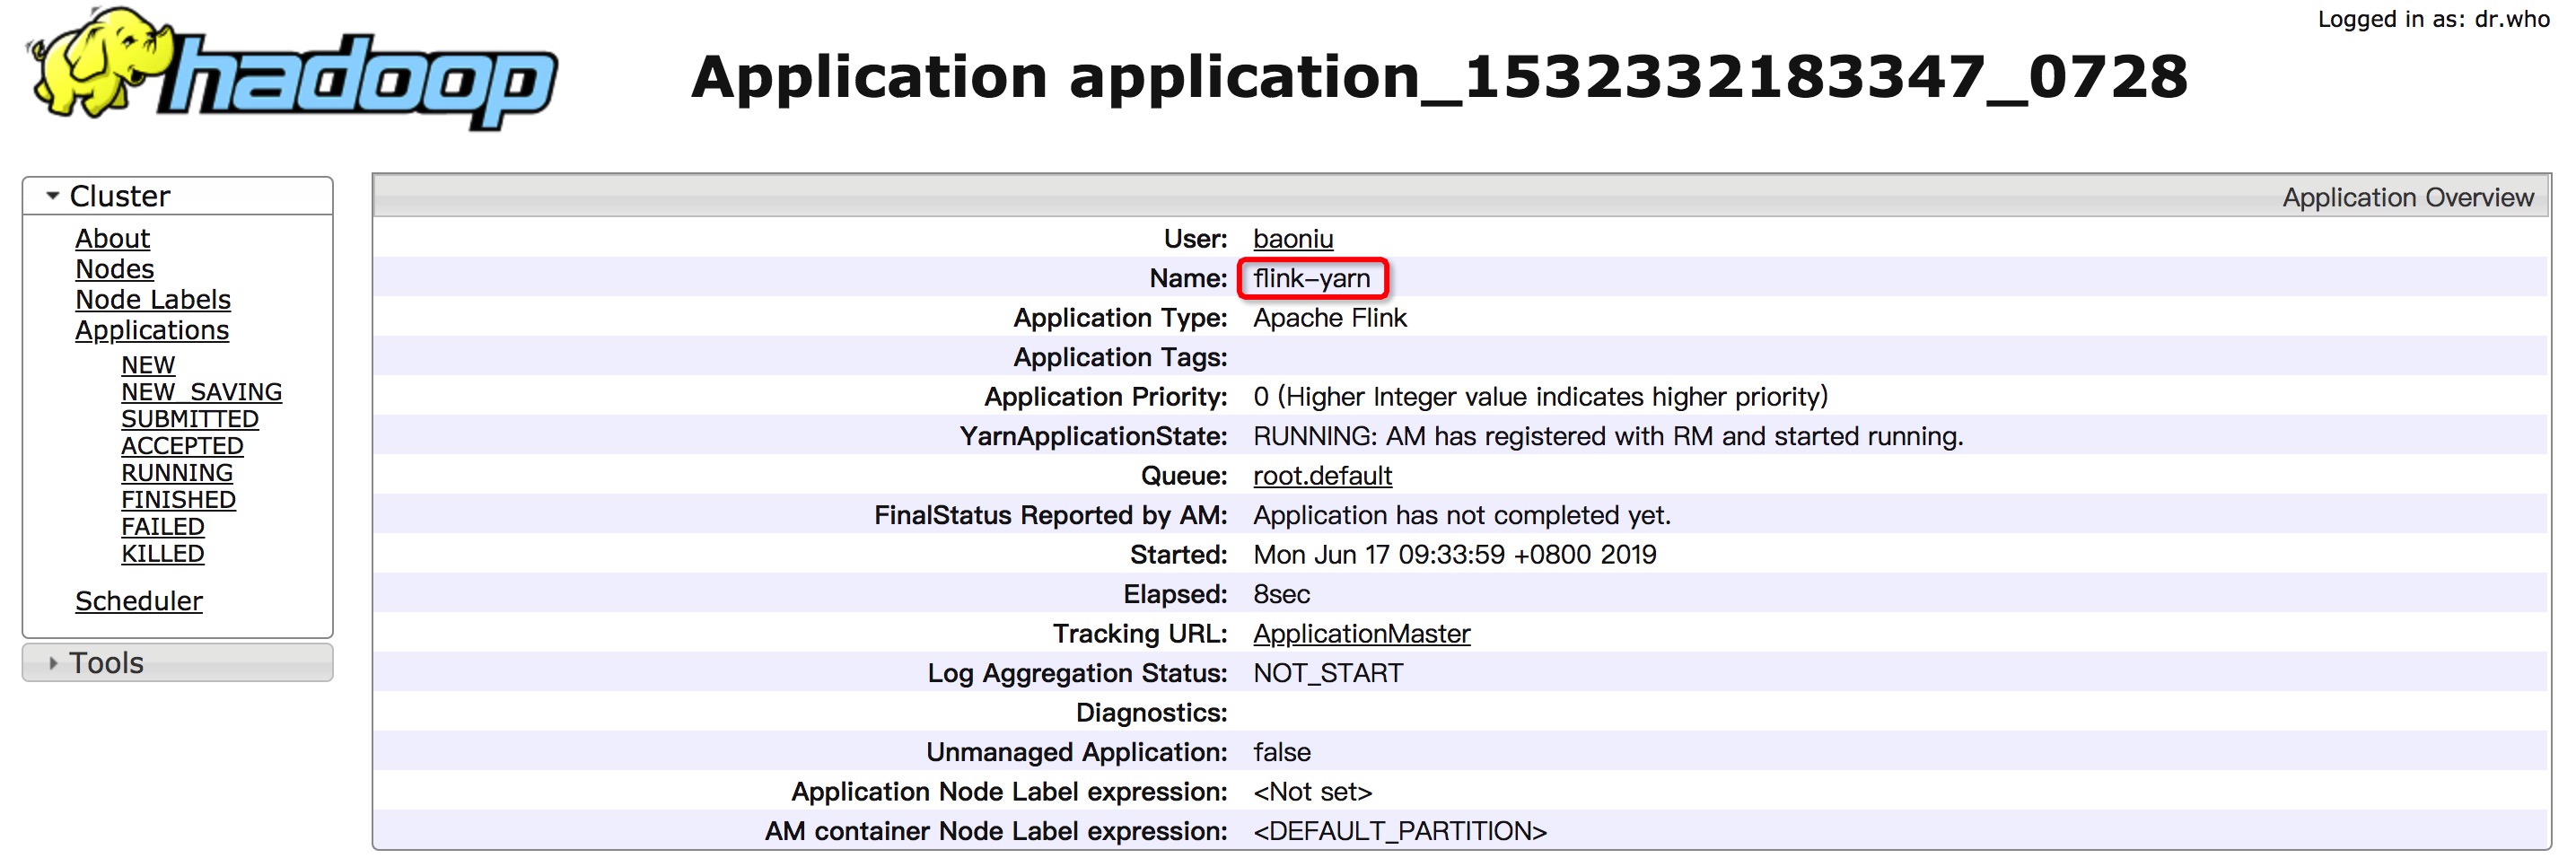 hadoop
Logged in as: dr.who
Application application_1532332183347_0728
Cluster
About
Nodes
Node Labels
Applications
NEW
NEW_SAVING
SUBMITTED
ACCEPTED
RUNNING
FINISHED
FAILED
KILLED
Scheduler
Tools
Application Overview
User: baoniu
Name: flink-yarn
Application Type: Apache Flink
Application Tags:
Application Priority: 0 (Higher Integer value indicates higher priority)
YarnApplicationState: RUNNING: AM has registered with RM and started running.
Queue: root.default
FinalStatus Reported by AM: Application has not completed yet.
Started: Mon Jun 17 09:33:59 +0800 2019
Elapsed: 8sec
Tracking URL: ApplicationMaster
Log Aggregation Status: NOT_START
Diagnostics:
Unmanaged Application: false
Application Node Label expression: <Not set>
AM container Node Label expression: <DEFAULT_PARTITION>